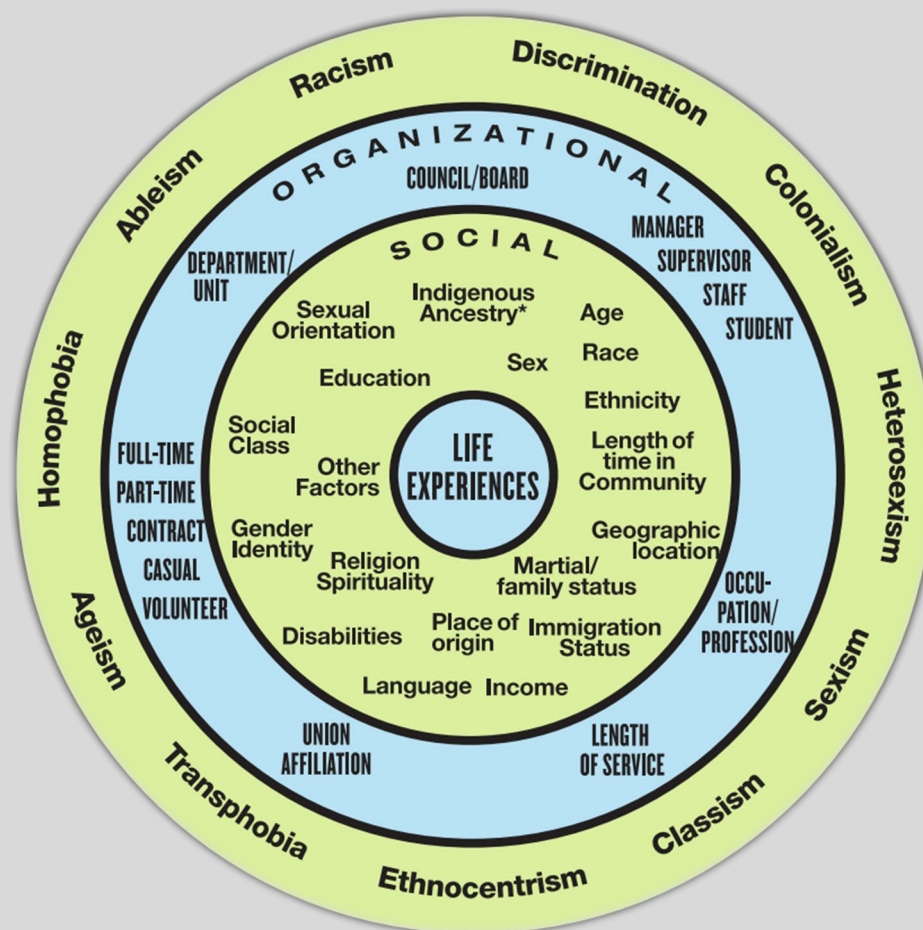 Racism
Discrimination
Colonialism
Heterosexism
Sexism
Classism
Ethnocentrism
Transphobia
Ageism
Homophobia
Ableism
ORGANIZATIONAL
COUNCIL/BOARD
MANAGER
SUPERVISOR
STAFF
STUDENT
OCCU-
PATION/
PROFESSION
LENGTH
OF SERVICE
UNION
AFFILIATION
FULL-TIME
PART-TIME
CONTRACT
CASUAL
VOLUNTEER
DEPARTMENT/
UNIT
SOCIAL
Sexual
Orientation
Indigenous
Ancestry*
Age
Sex
Race
Education
Ethnicity
Social
Class
Length of
time in
Community
Other
Factors
Gender
Identity
Geographic
location
Religion
Spirituality
Martial/
family status
Disabilities
Place of
origin
Immigration
Status
Language
Income
LIFE
EXPERIENCES